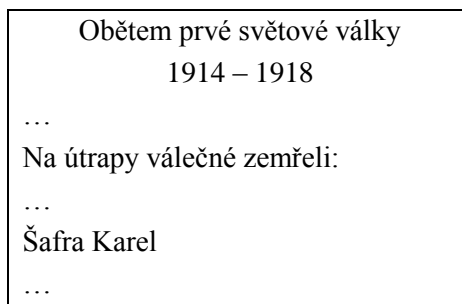 Obětem prvé světové války
1914 – 1918
…
Na útrapy válečné zemřeli:
…
Šafra Karel
…